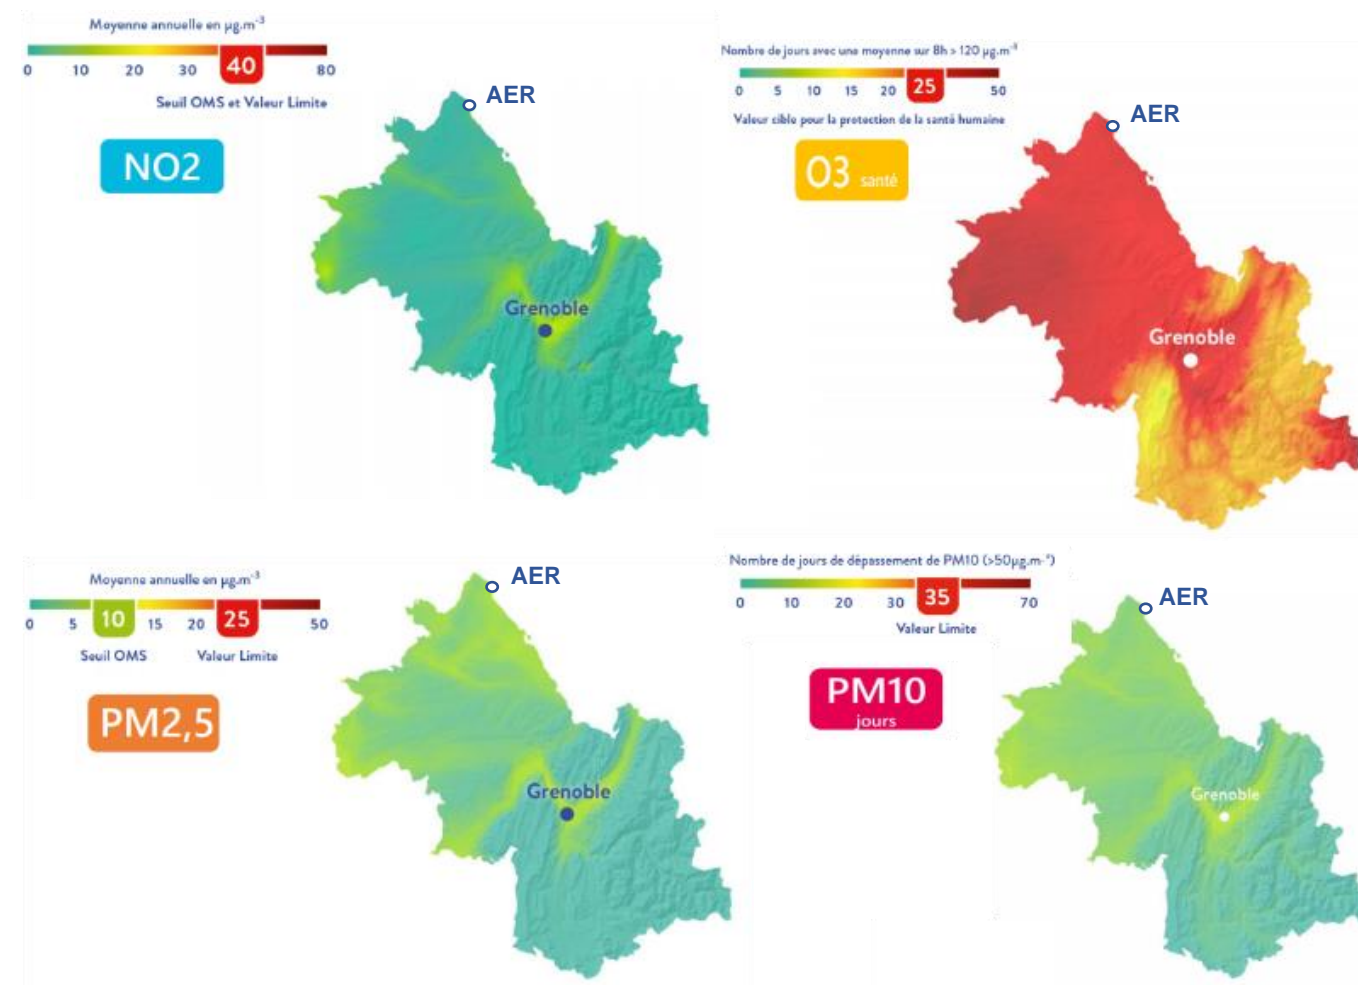 Moyenne annuelle en µg.m-3
0 10 20 30 40 80
Seuil OMS et Valeur Limite
NO2
AER
Grenoble
Nombre de jours avec une moyenne sur 8h > 120 µg.m-3
0 5 10 15 20 25 50
Valeur cible pour la protection de la santé humaine
O3 santé
AER
Grenoble
Moyenne annuelle en µg.m-3
0 5 10 15 20 25 50
Seuil OMS Valeur Limite
PM2,5
AER
Grenoble
Nombre de jours de dépassement de PM10 (>50µg.m-3)
0 10 20 30 35 70
Valeur Limite
PM10
jours
AER
Grenoble